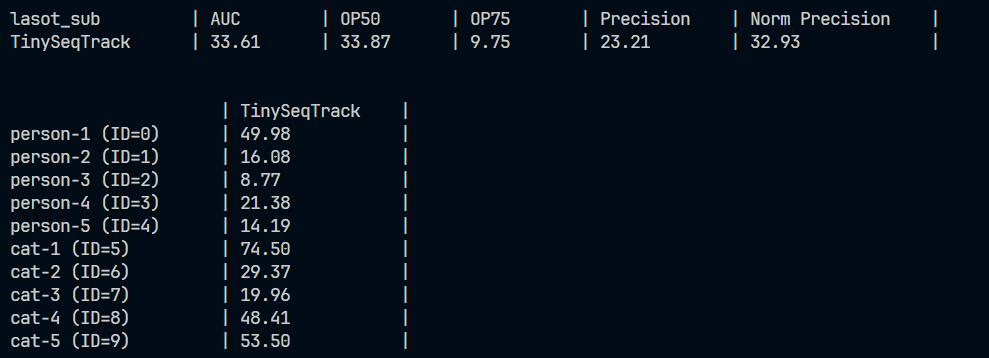 lasot_sub | AUC | OP50 | OP75 | Precision | Norm Precision |
TinySeqTrack | 33.61 | 33.87 | 9.75 | 23.21 | 32.93 |
| TinySeqTrack |
person-1 (ID=0) | 49.98 |
person-2 (ID=1) | 16.08 |
person-3 (ID=2) | 8.77 |
person-4 (ID=3) | 21.38 |
person-5 (ID=4) | 14.19 |
cat-1 (ID=5) | 74.50 |
cat-2 (ID=6) | 29.37 |
cat-3 (ID=7) | 19.96 |
cat-4 (ID=8) | 48.41 |
cat-5 (ID=9) | 53.50 |